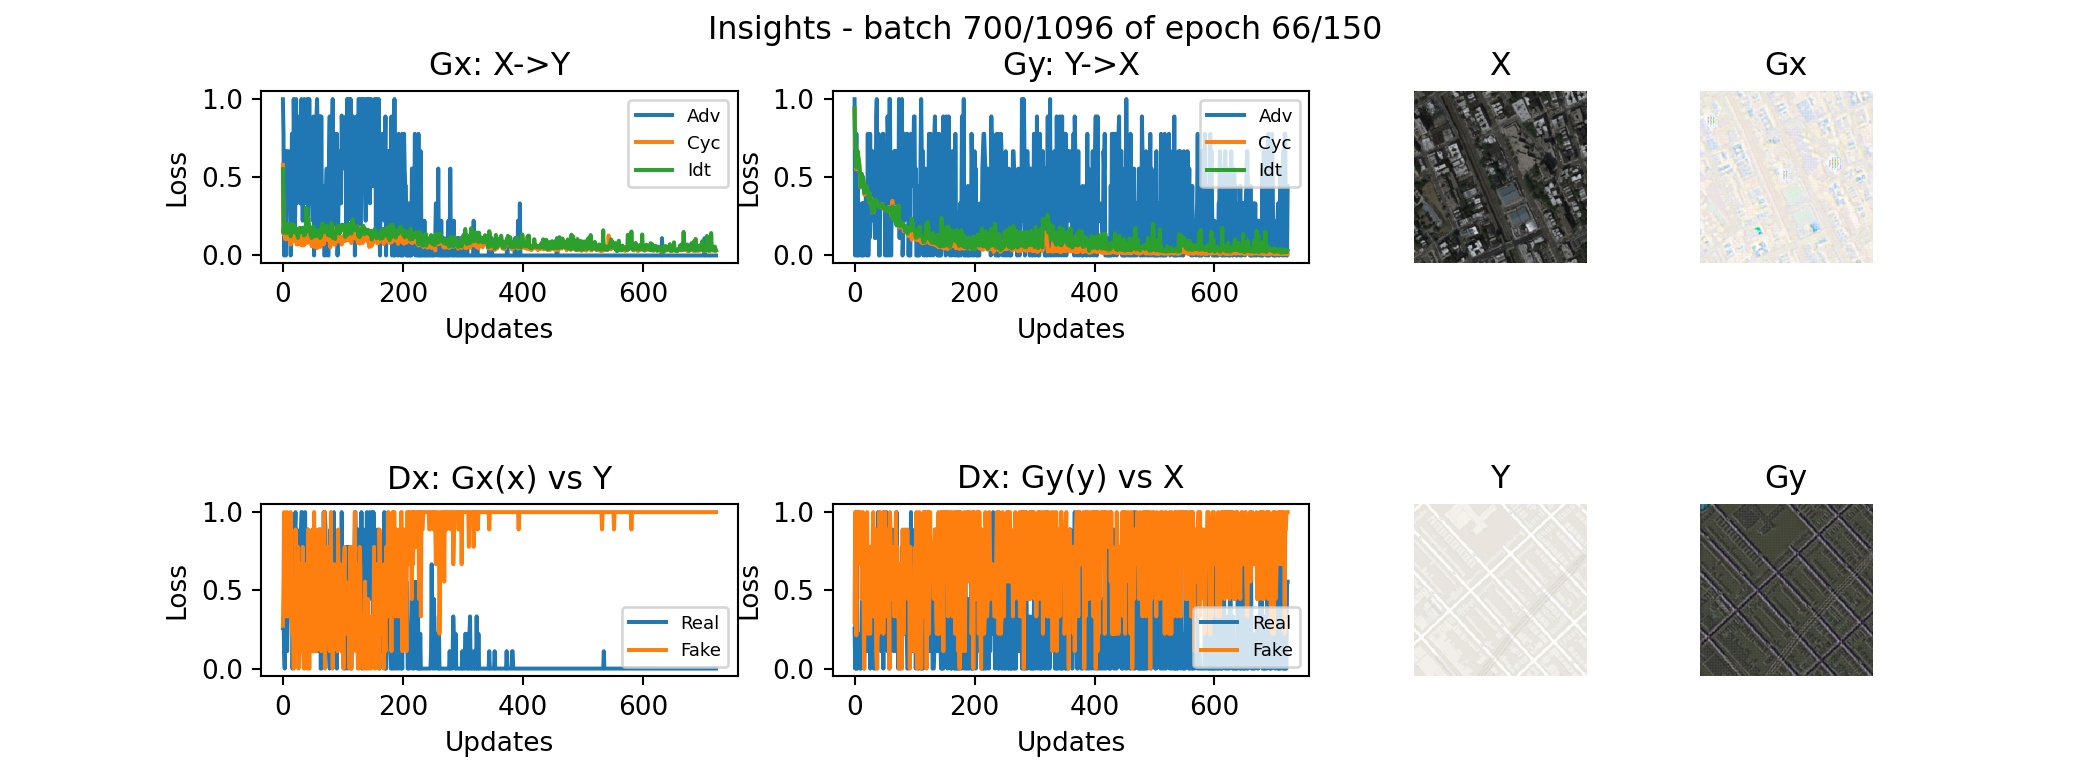 Insights - batch 700/1096 of epoch 66/150
Gx: X->Y
1.0
0.5
0.0
Loss
0 200 400 600
Updates
Adv
Cyc
Idt
Gy: Y->X
1.0
0.5
0.0
Loss
0 200 400 600
Updates
Adv
Cyc
Idt
X
Gx
Dx: Gx(x) vs Y
1.0
0.5
0.0
Loss
0 200 400 600
Updates
Real
Fake
Dx: Gy(y) vs X
1.0
0.5
0.0
Loss
0 200 400 600
Updates
Real
Fake
Y
Gy